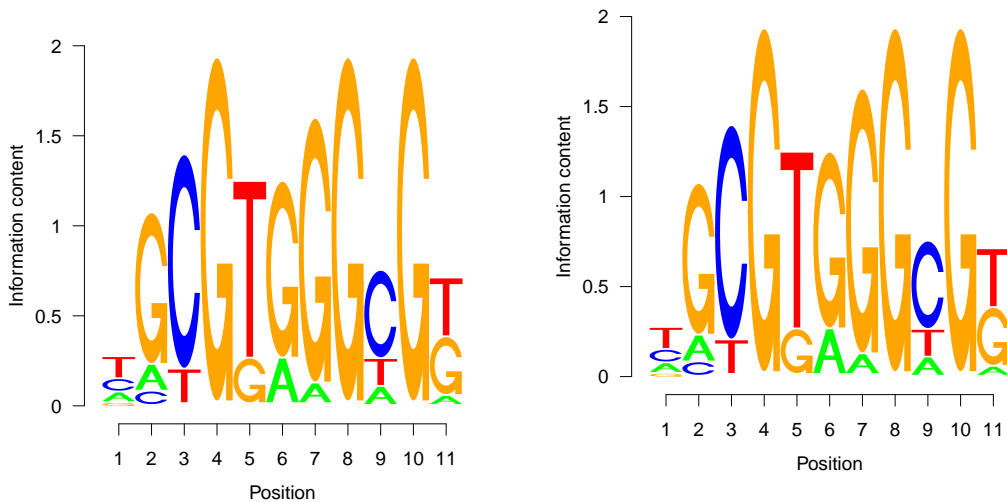 2
1.5
1
0.5
0
Information content
T C A G
G A C
C T
G
T G
G A
G A
G
C T A
G
T G A
1 2 3 4 5 6 7 8 9 10 11
Position
2
1.5
1
0.5
0
Information content
T C A G
G A C
C T
G
T G
G A
G A
G
C T A
G
T G A
1 2 3 4 5 6 7 8 9 10 11
Position